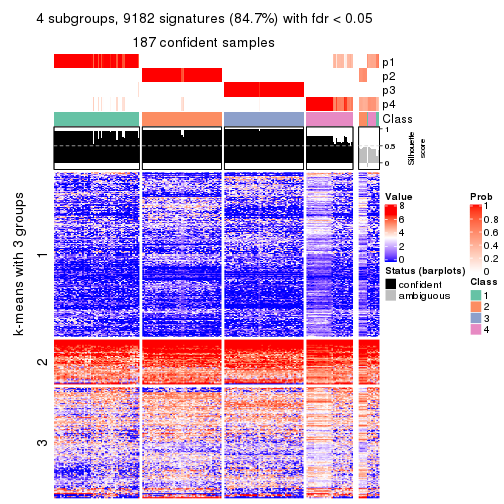 4 subgroups, 9182 signatures (84.7%) with fdr < 0.05
187 confident samples
p1
p2
p3
p4
Class
1
0.5
0
Silhouette
score
k-means with 3 groups
1
2
3
Value
8
6
4
2
0
Status (barplots)
confident
ambiguous
Prob
1
0.8
0.6
0.4
0.2
0
Class
1
2
3
4